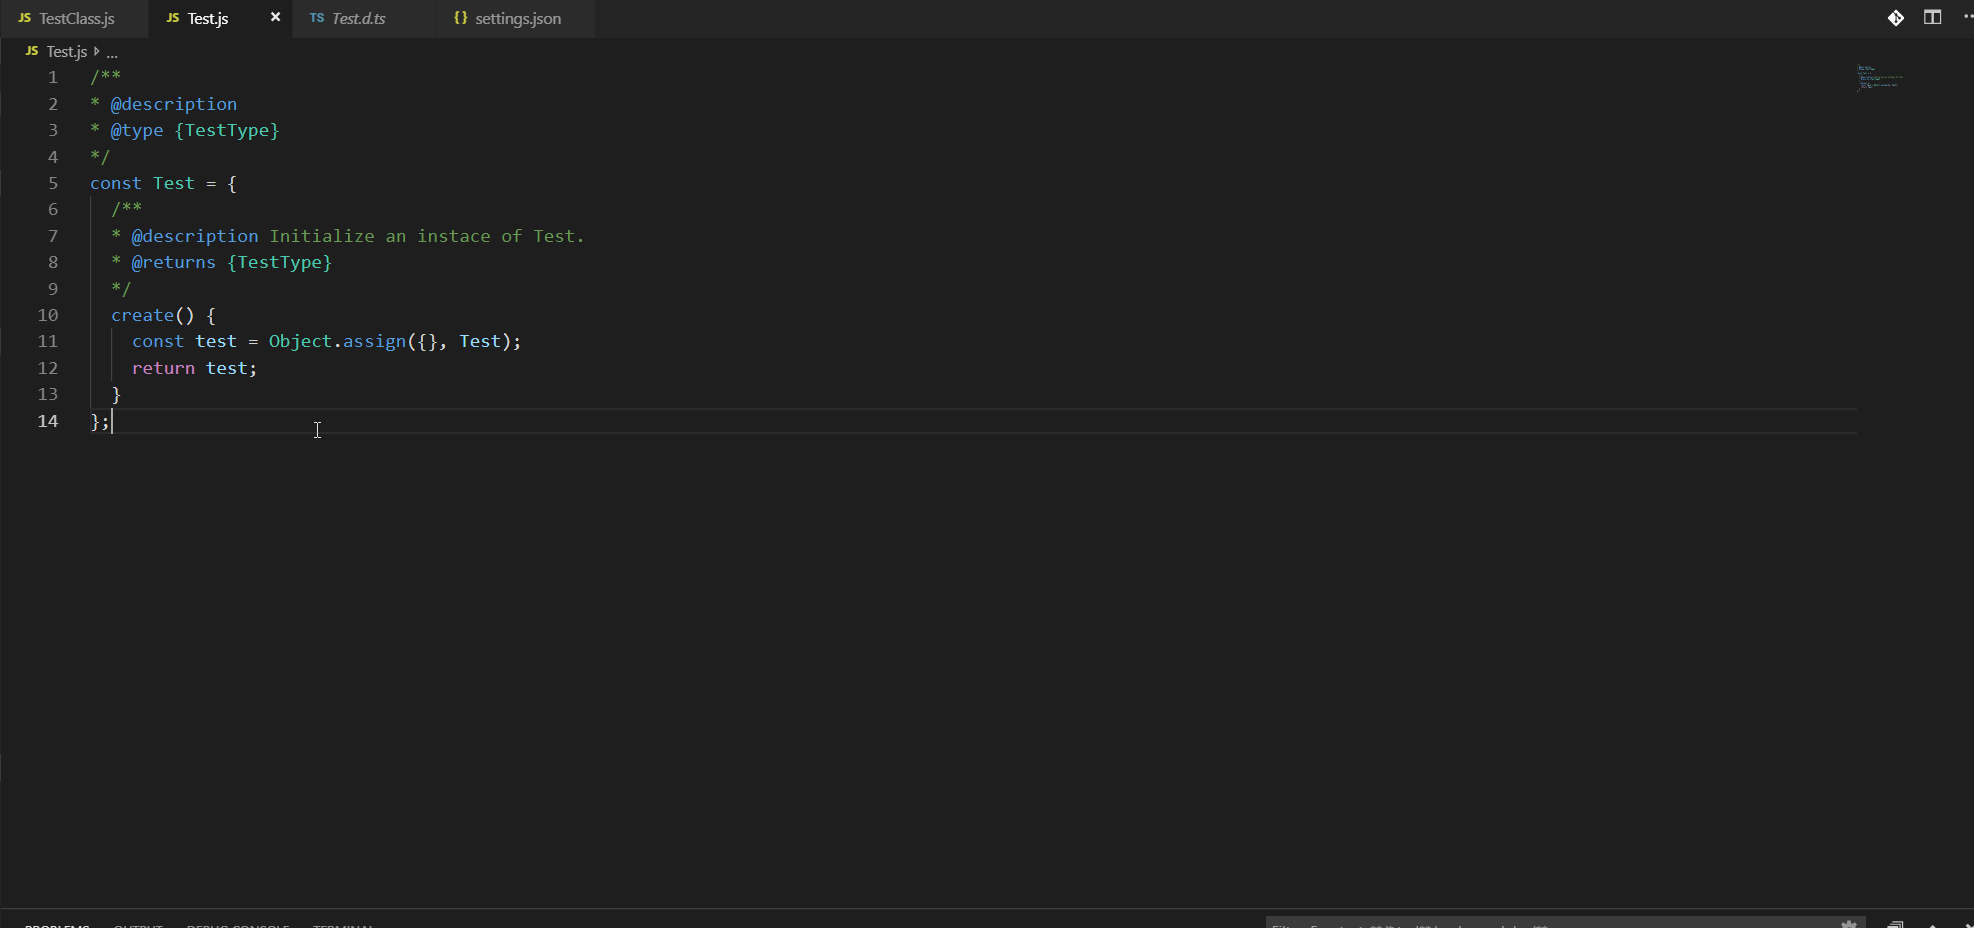 JS TestClass.js JS Test.js × TS Test.d.ts {} settings.json
JS Test.js ...
1 /**
2 * @description
3 * @type {TestType}
4 */
5 const Test = {
6 /**
7 * @description Initialize an instace of Test.
8 * @returns {TestType}
9 */
10 create() {
11 const test = Object.assign({}, Test);
12 return test;
13 }
14 };
PROBLEMS OUTPUT DEBUG CONSOLE TERMINAL